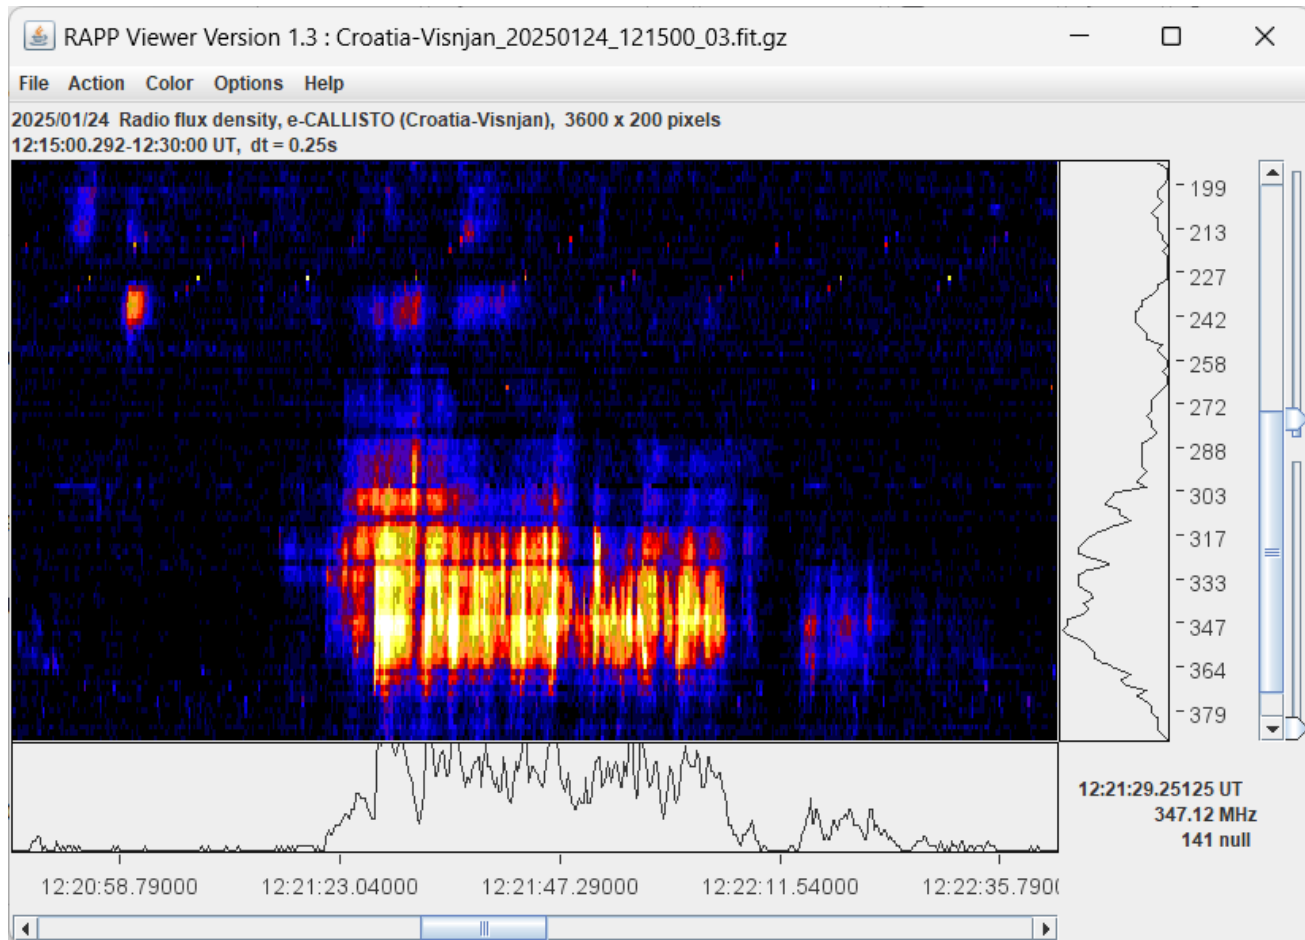 RAPP Viewer Version 1.3 : Croatia-Visnjan_20250124_121500_03.fit.gz
File Action Color Options Help
2025/01/24 Radio flux density, e-CALLISTO (Croatia-Visnjan), 3600 x 200 pixels
12:15:00.292-12:30:00 UT, dt = 0.25s
199
213
227
242
258
272
288
303
317
333
347
364
379
12:21:29.25125 UT
347.12 MHz
141 null
12:20:58.79000 12:21:23.04000 12:21:47.29000 12:22:11.54000 12:22:35.7900